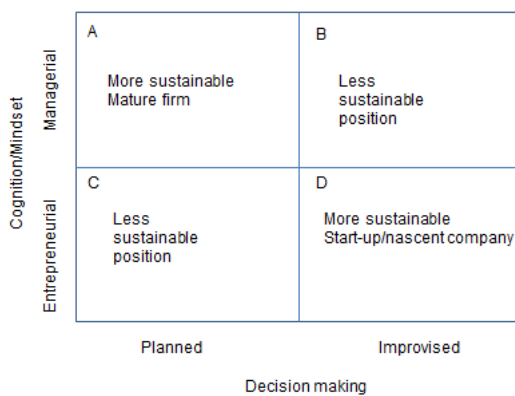 A
B
More sustainable
Mature firm
Less
sustainable
position
Managerial
Cognition/Mindset
C
D
Less
sustainable
position
More sustainable
Start-up/nascent company
Entrepreneurial
Planned
Improvised
Decision making